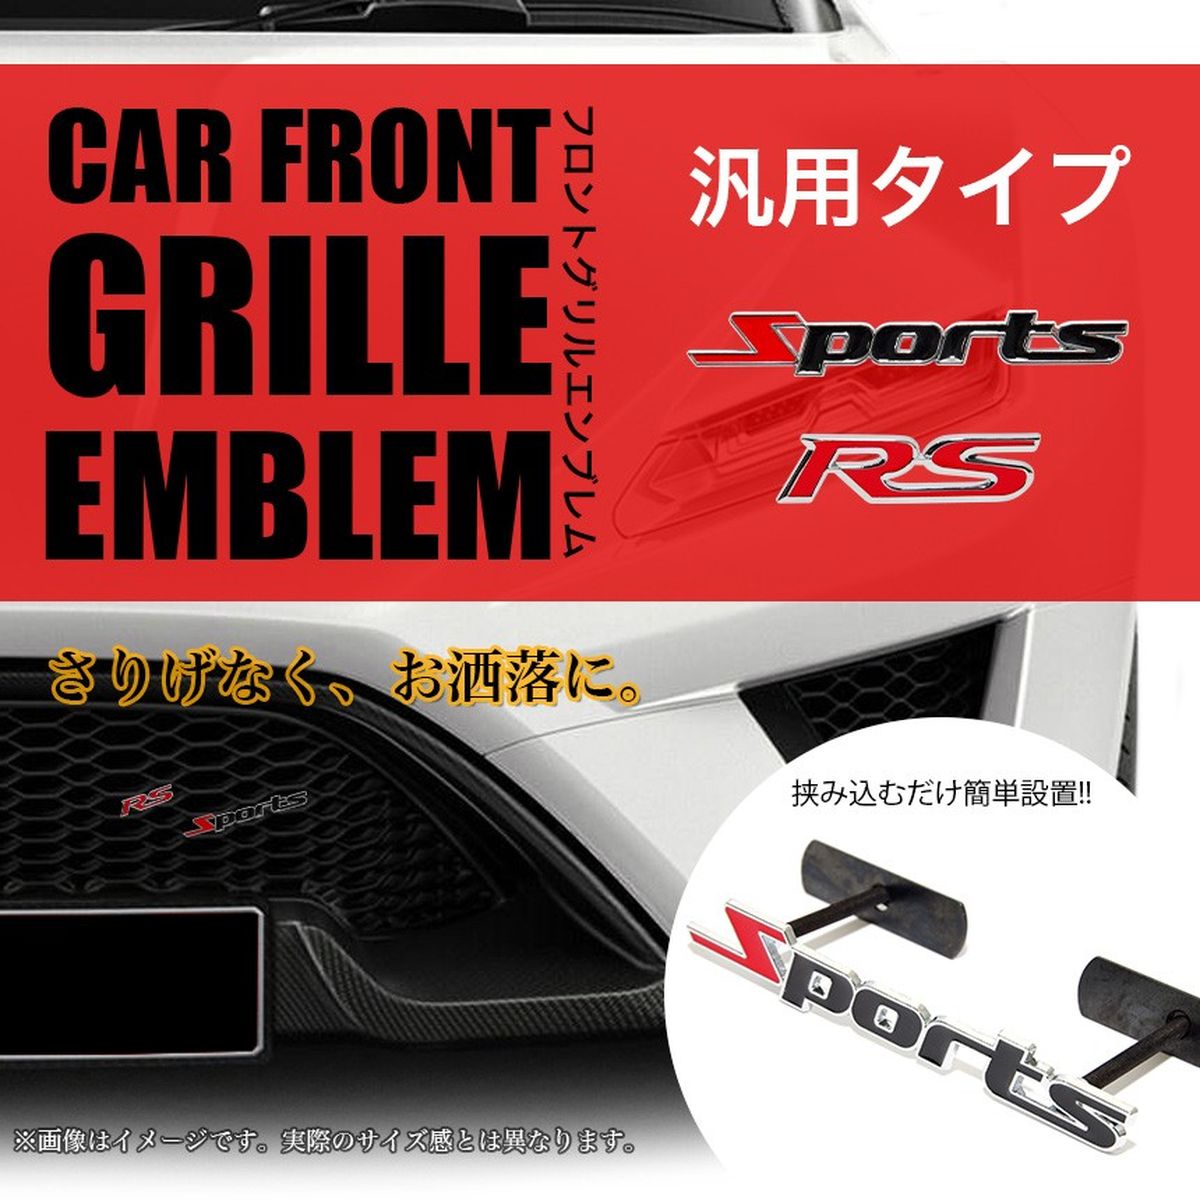 CAR FRONT
GRILLE
EMBLEM
フロントグリルエンブレム
汎用タイプ
Sports
RS
さりげなく、お洒落に。
RS
Sports
挟み込むだけ簡単設置!!
Sports
※画像はイメージです。実際のサイズ感とは異なります。